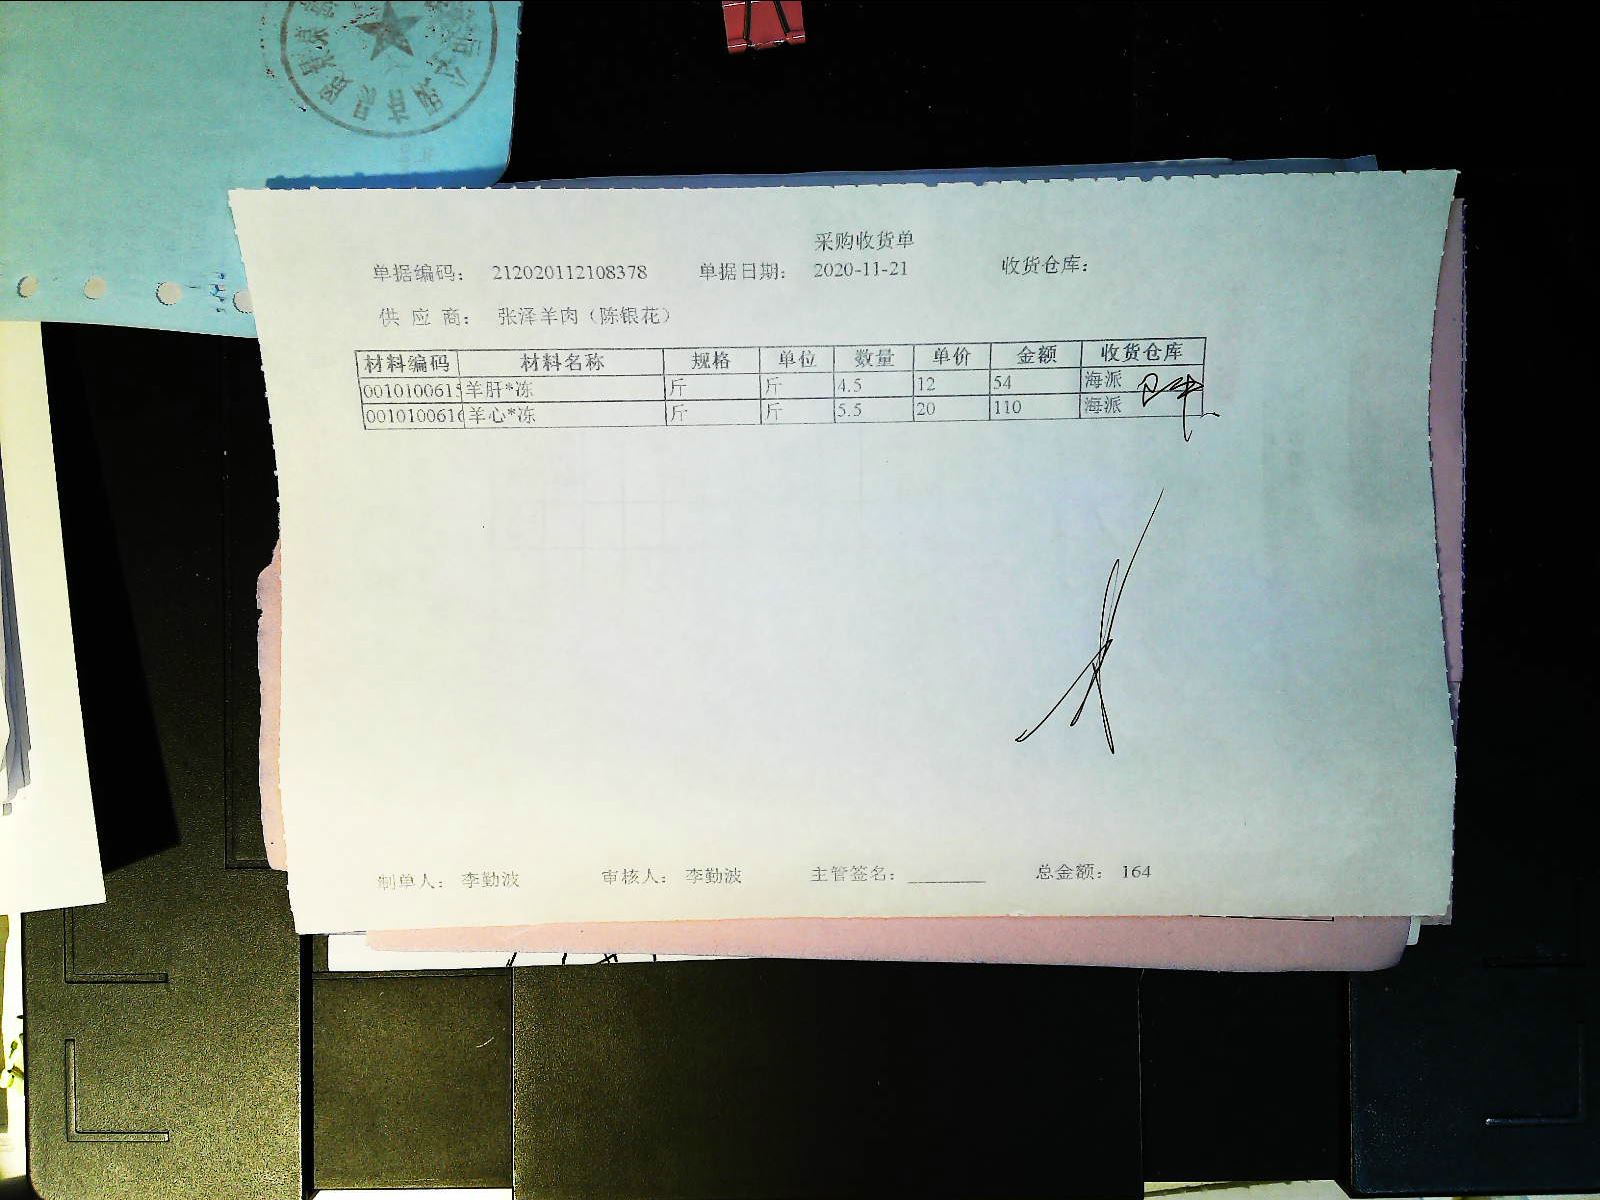 采购收货单
单据编码： 212020112108378 单据日期： 2020-11-21 收货仓库：
供 应 商： 张泽羊肉（陈银花）
材料编码 材料名称 规格 单位 数量 单价 金额 收货仓库
0010100615 羊肝*冻 斤 斤 4.5 12 54 海派
0010100616 羊心*冻 斤 斤 5.5 20 110 海派
制单人： 李勤波 审核人： 李勤波 主管签名： 总金额： 164